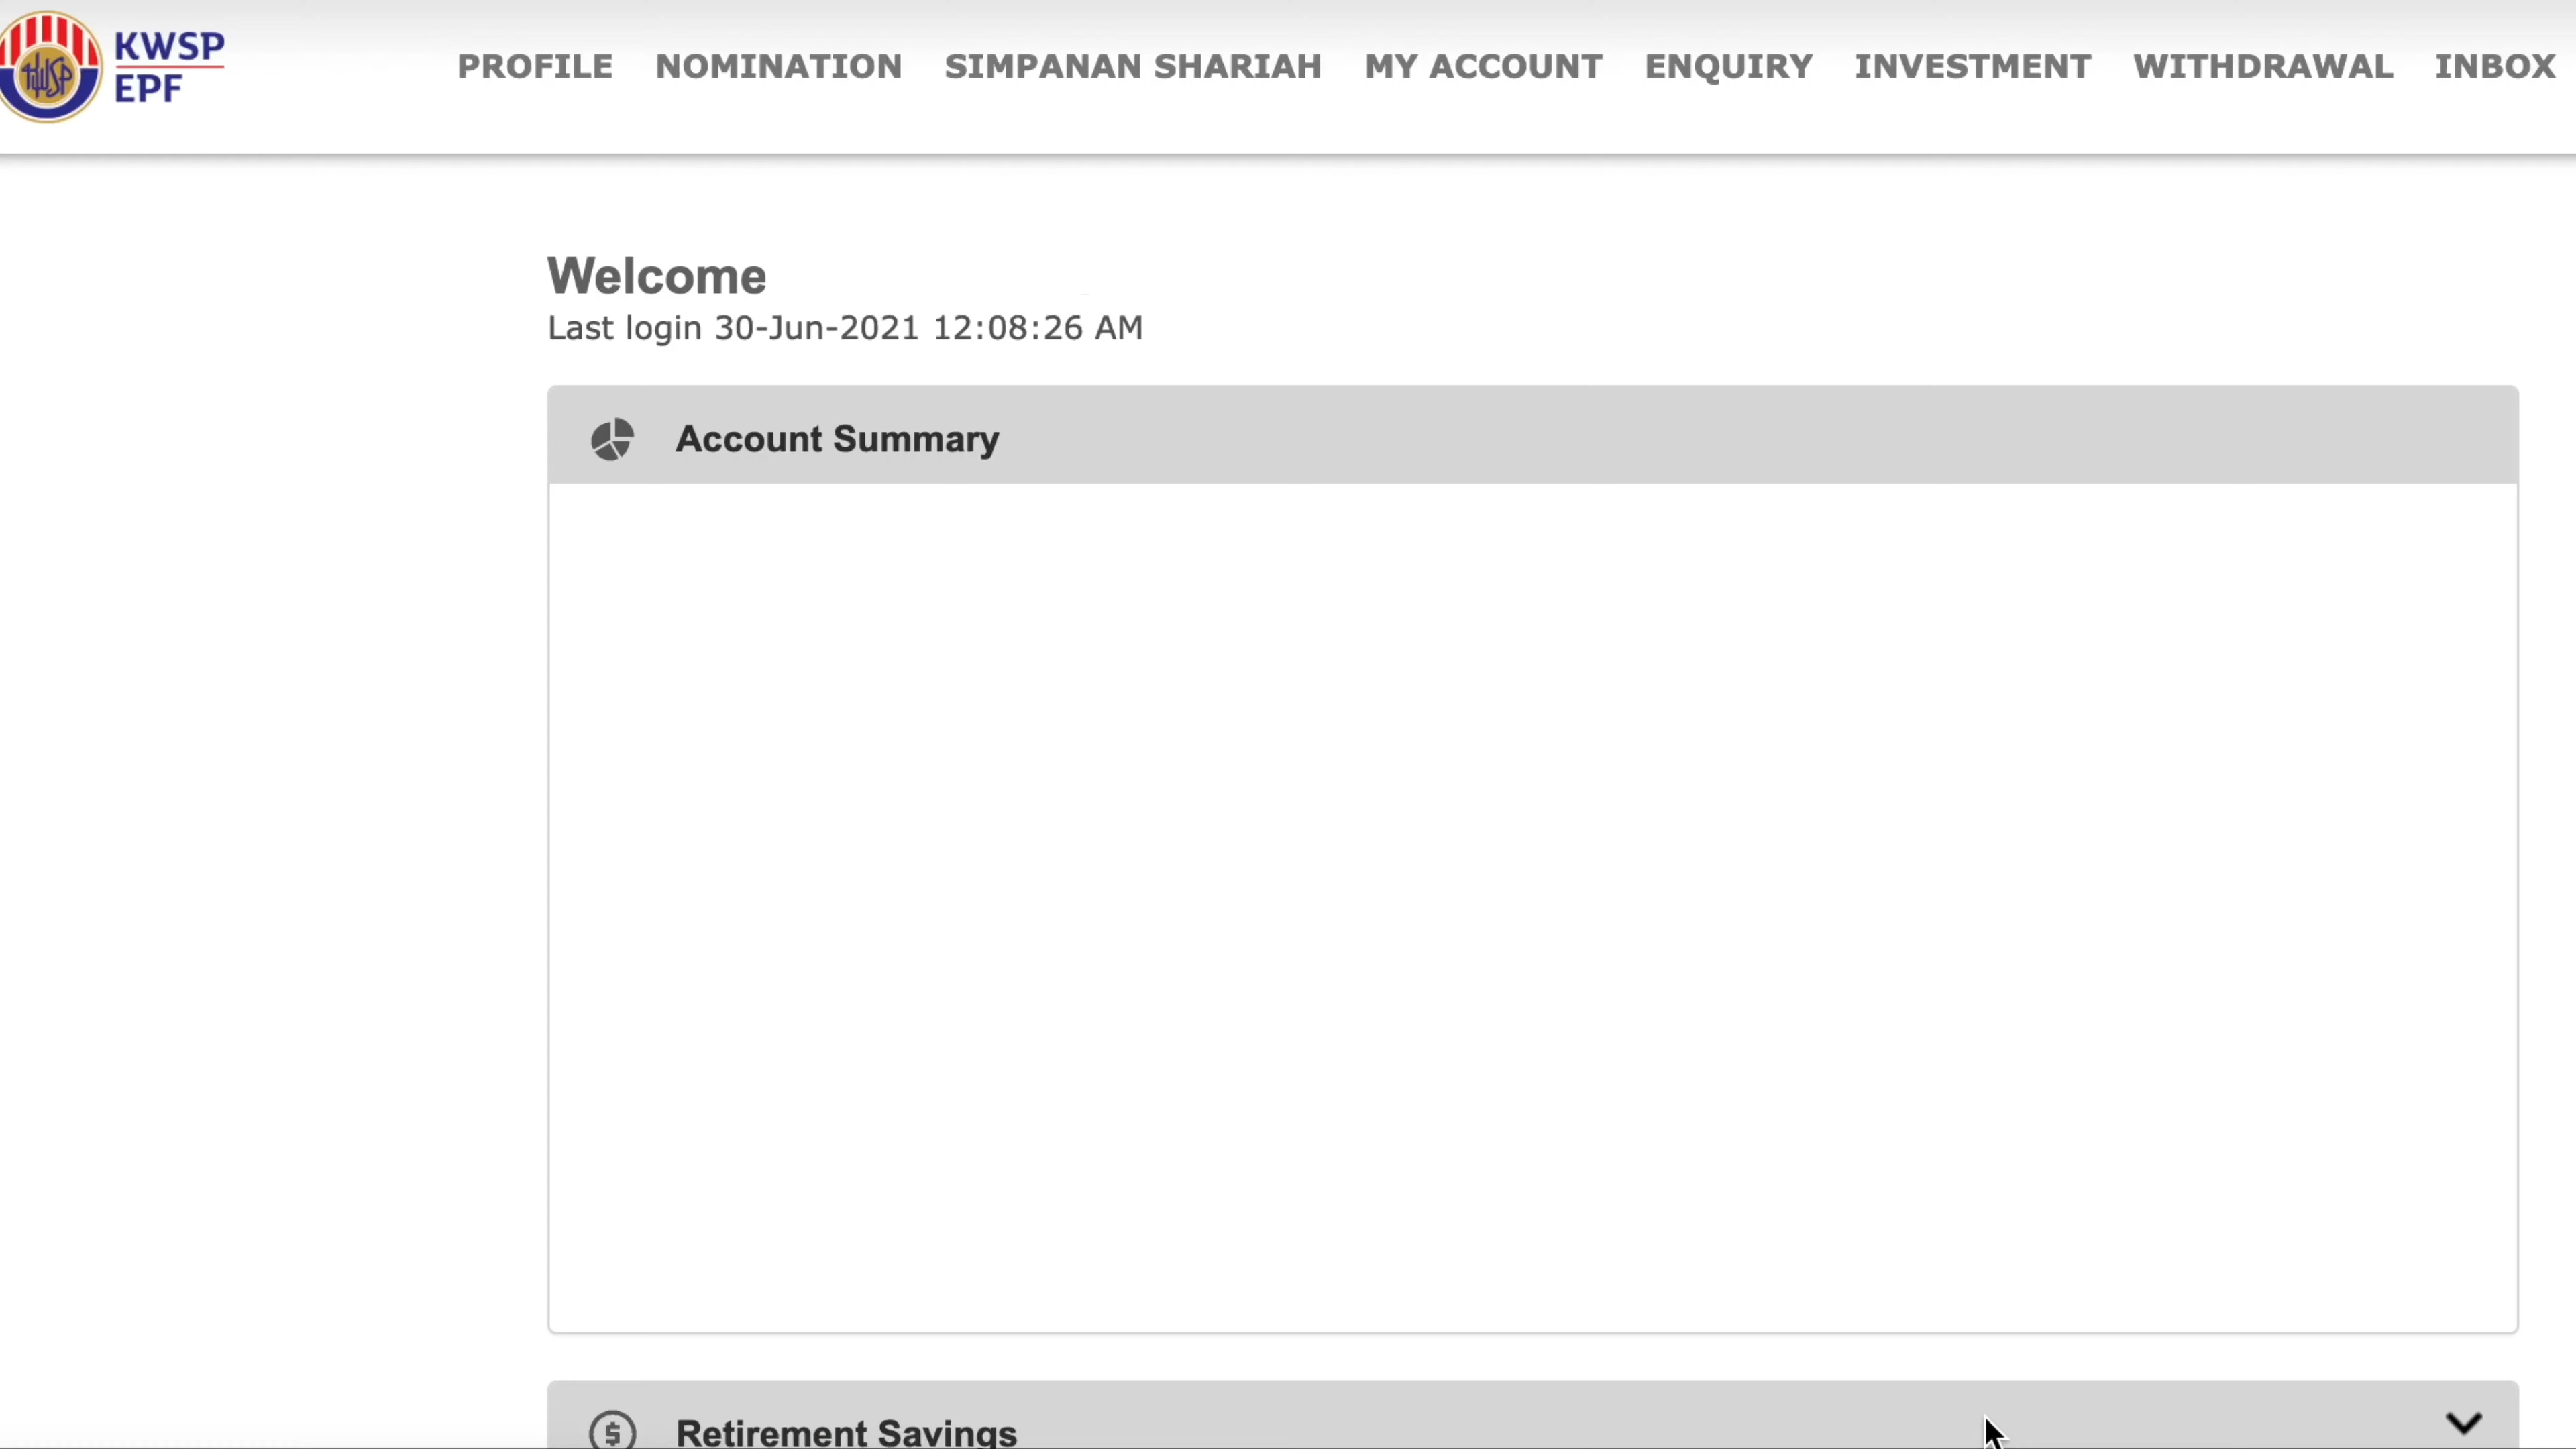 KWSP
EPF
PROFILE NOMINATION SIMPANAN SHARIAH MY ACCOUNT ENQUIRY INVESTMENT WITHDRAWAL INBOX
Welcome
Last login 30-Jun-2021 12:08:26 AM
Account Summary
Retirement Savings